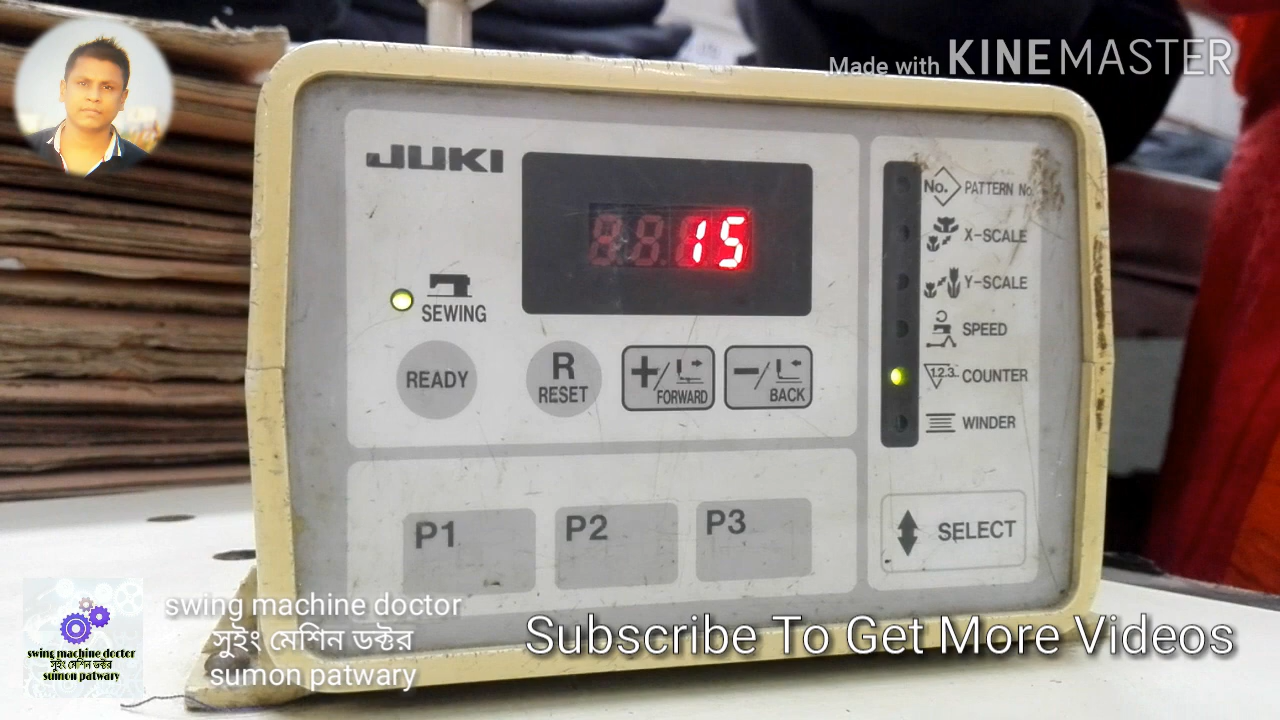 Made with KINEMASTER
JUKI
15
SEWING
READY
R
RESET
+/
FORWARD
-/
BACK
No. PATTERN No.
X-SCALE
Y-SCALE
SPEED
1.2.3.. COUNTER
WINDER
SELECT
P1
P2
P3
swing machine doctor
সুইং মেশিন ডক্টর
sumon patwary
swing machine doctor
সুইং মেশিন ডক্টর
sumon patwary
Subscribe To Get More Videos